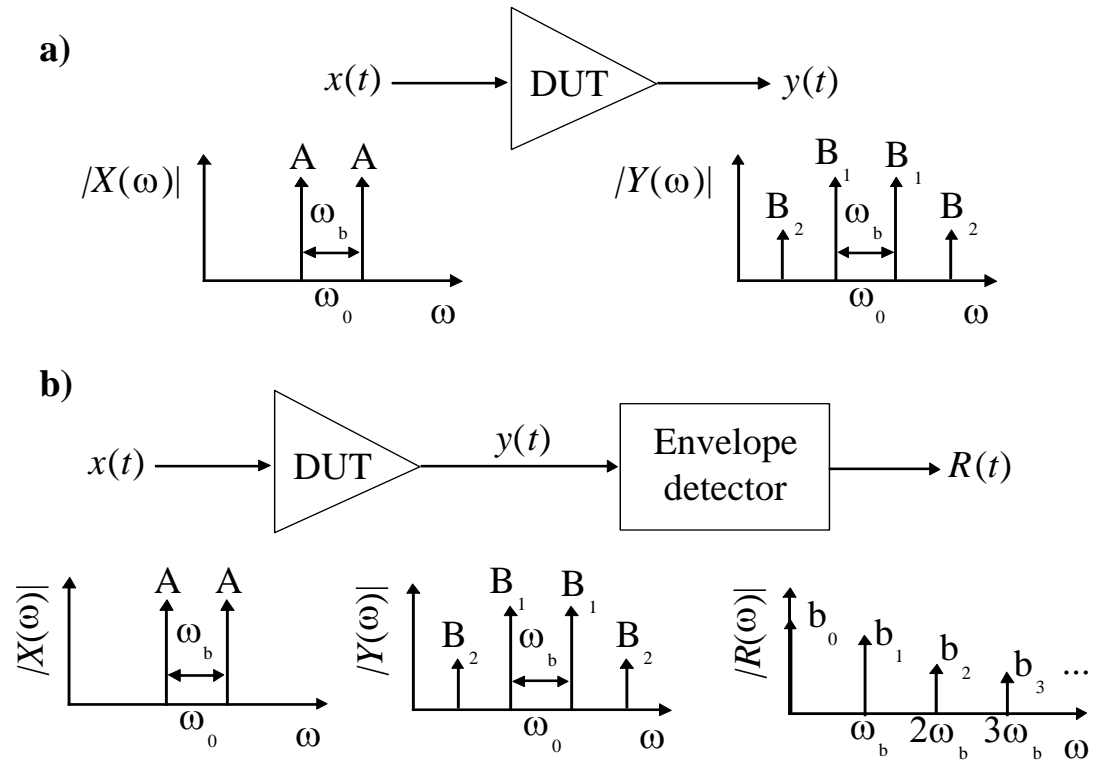 a)
x(t) DUT y(t)
|X(ω)| A A ω_b ω_0 ω
|Y(ω)| B_2 B_1 B_1 B_2 ω_b ω_0 ω
b)
x(t) DUT y(t) Envelope detector R(t)
|X(ω)| A A ω_b ω_0 ω
|Y(ω)| B_2 B_1 B_1 B_2 ω_b ω_0 ω
|R(ω)| b_0 b_1 b_2 b_3 ...
ω_b 2ω_b 3ω_b ω